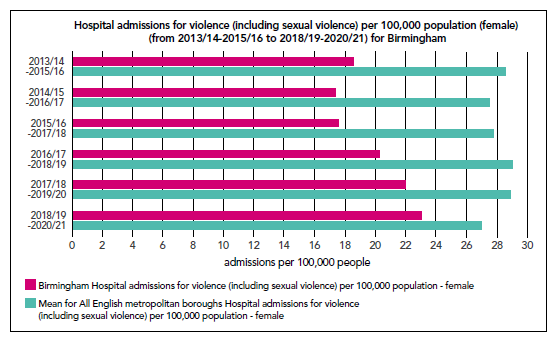 Hospital admissions for violence (including sexual violence) per 100,000 population (female)
(from 2013/14-2015/16 to 2018/19-2020/21) for Birmingham
2013/14
-2015/16
2014/15
-2016/17
2015/16
-2017/18
2016/17
-2018/19
2017/18
-2019/20
2018/19
-2020/21
0 2 4 6 8 10 12 14 16 18 20 22 24 26 28 30
admissions per 100,000 people
Birmingham Hospital admissions for violence (including sexual violence) per 100,000 population - female
Mean for All English metropolitan boroughs Hospital admissions for violence
(including sexual violence) per 100,000 population - female